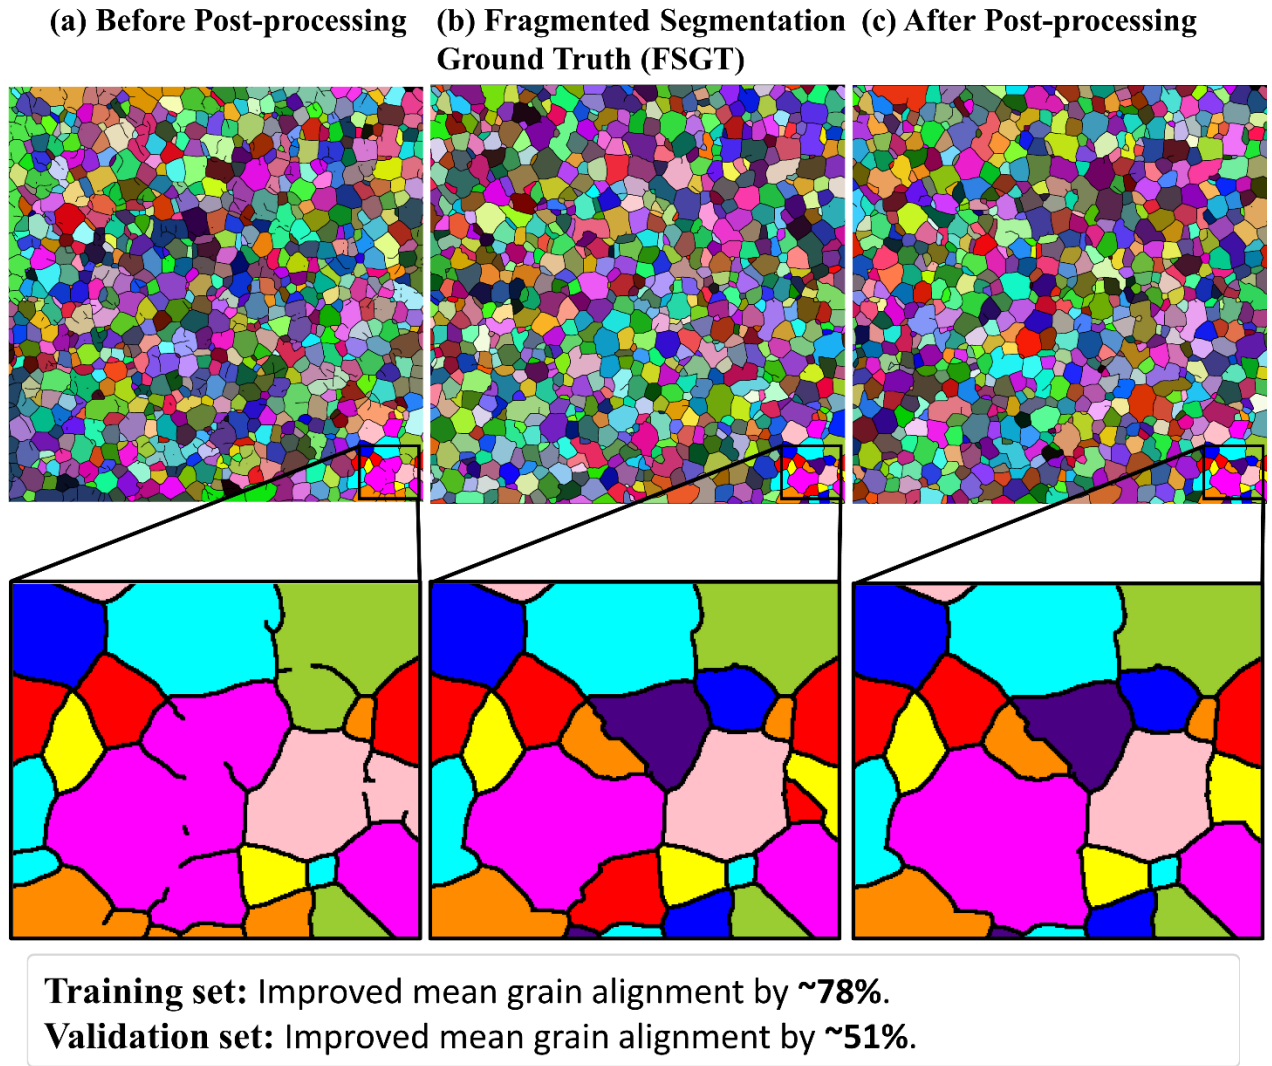 (a) Before Post-processing
(b) Fragmented Segmentation
Ground Truth (FSGT)
(c) After Post-processing
Training set: Improved mean grain alignment by ~78%.
Validation set: Improved mean grain alignment by ~51%.